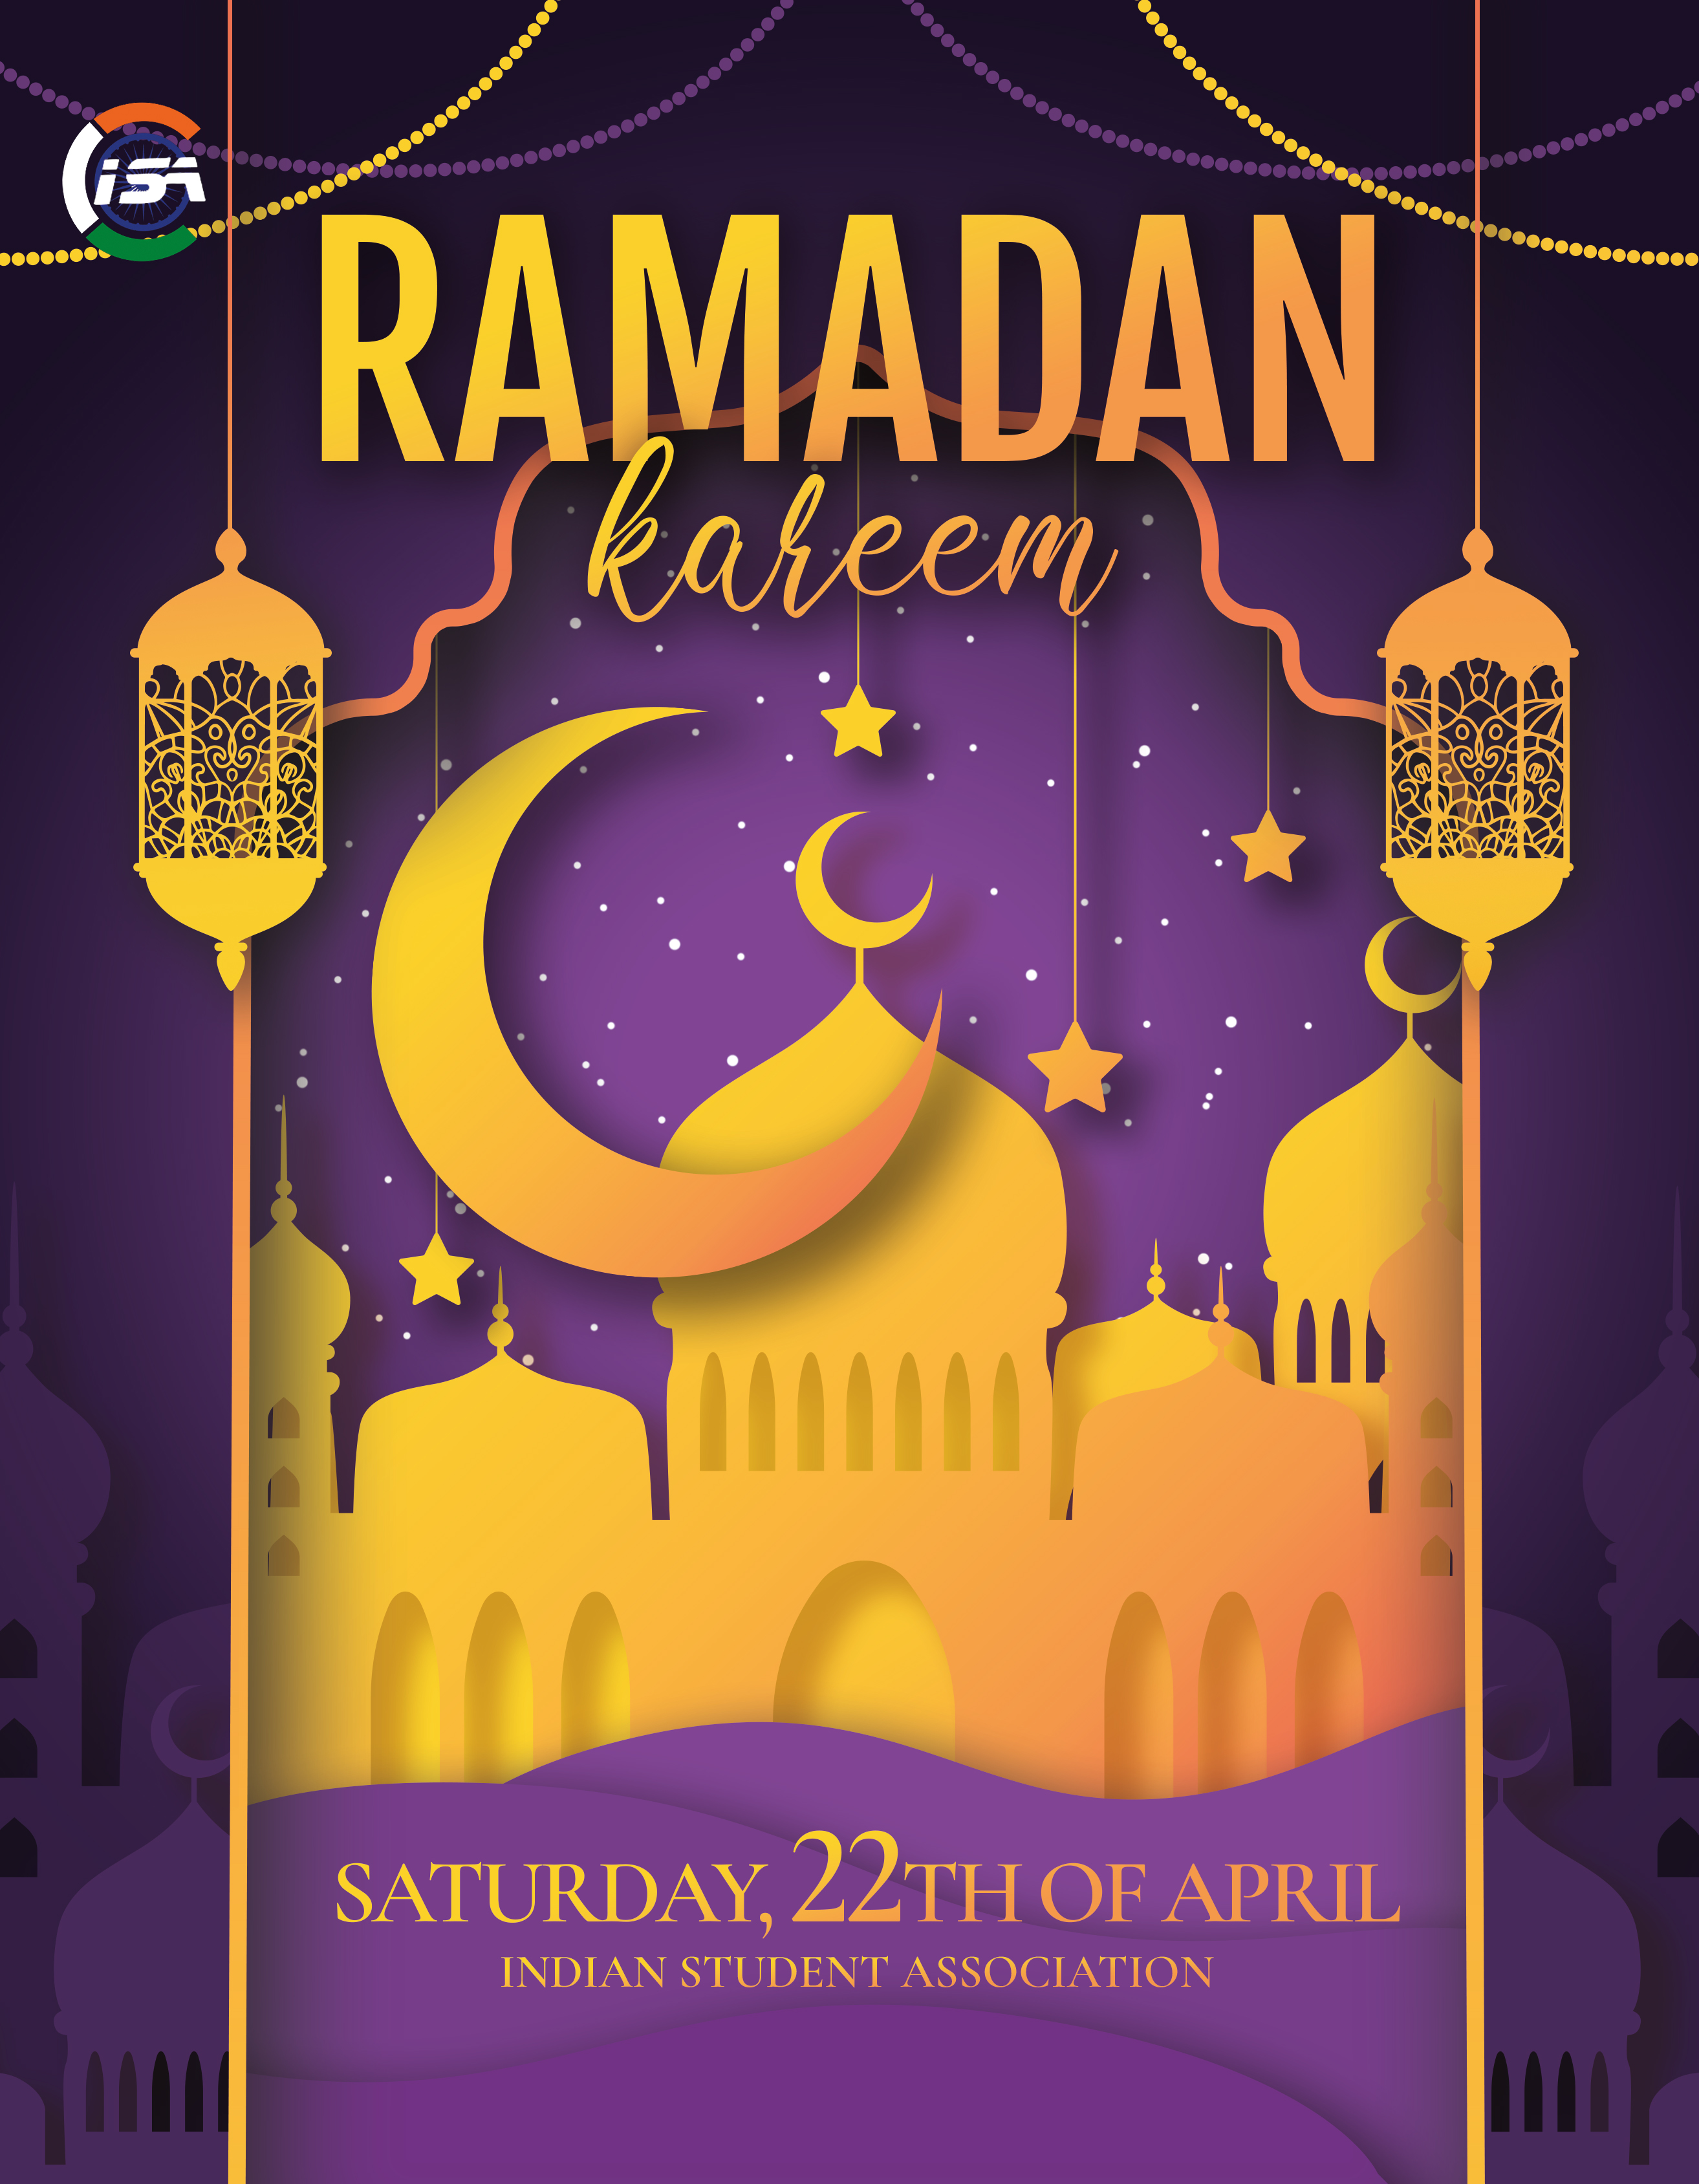 iSA
RAMADAN
kareem
SATURDAY, 22TH OF APRIL
INDIAN STUDENT ASSOCIATION